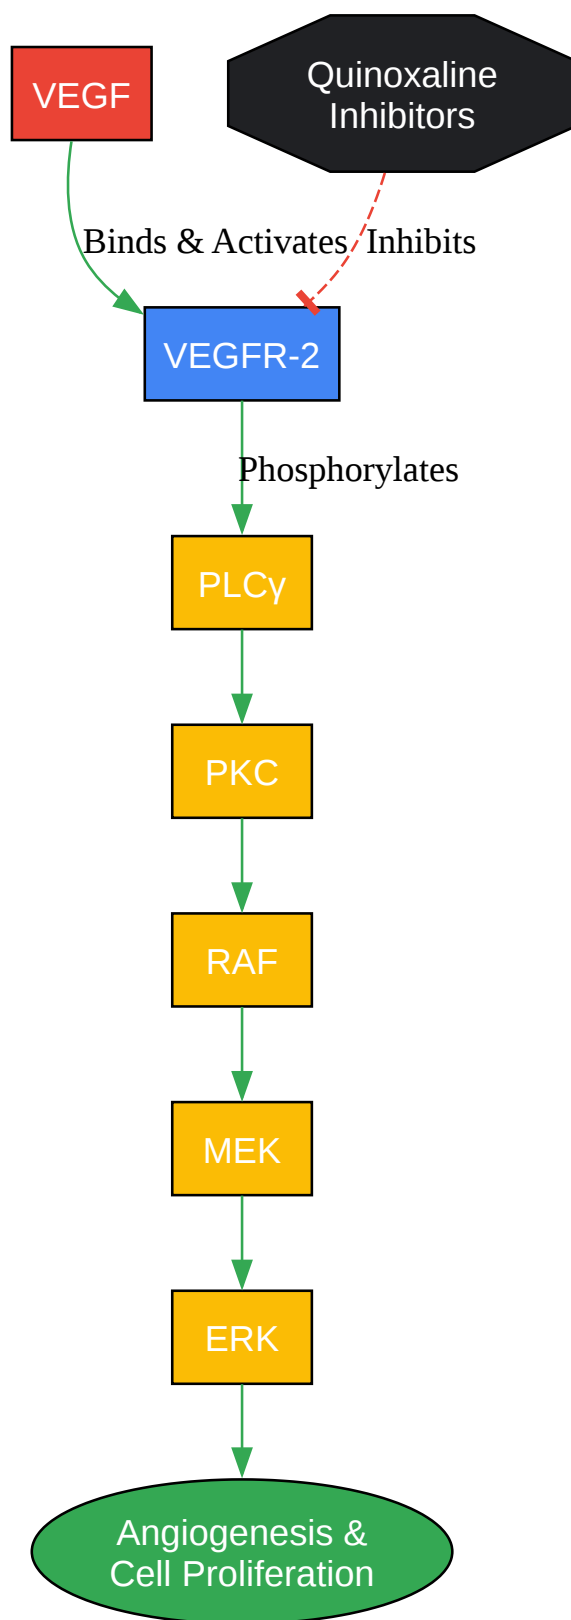 VEGF
Quinoxaline
Inhibitors
Binds & Activates
Inhibits
VEGFR-2
Phosphorylates
PLCγ
PKC
RAF
MEK
ERK
Angiogenesis &
Cell Proliferation